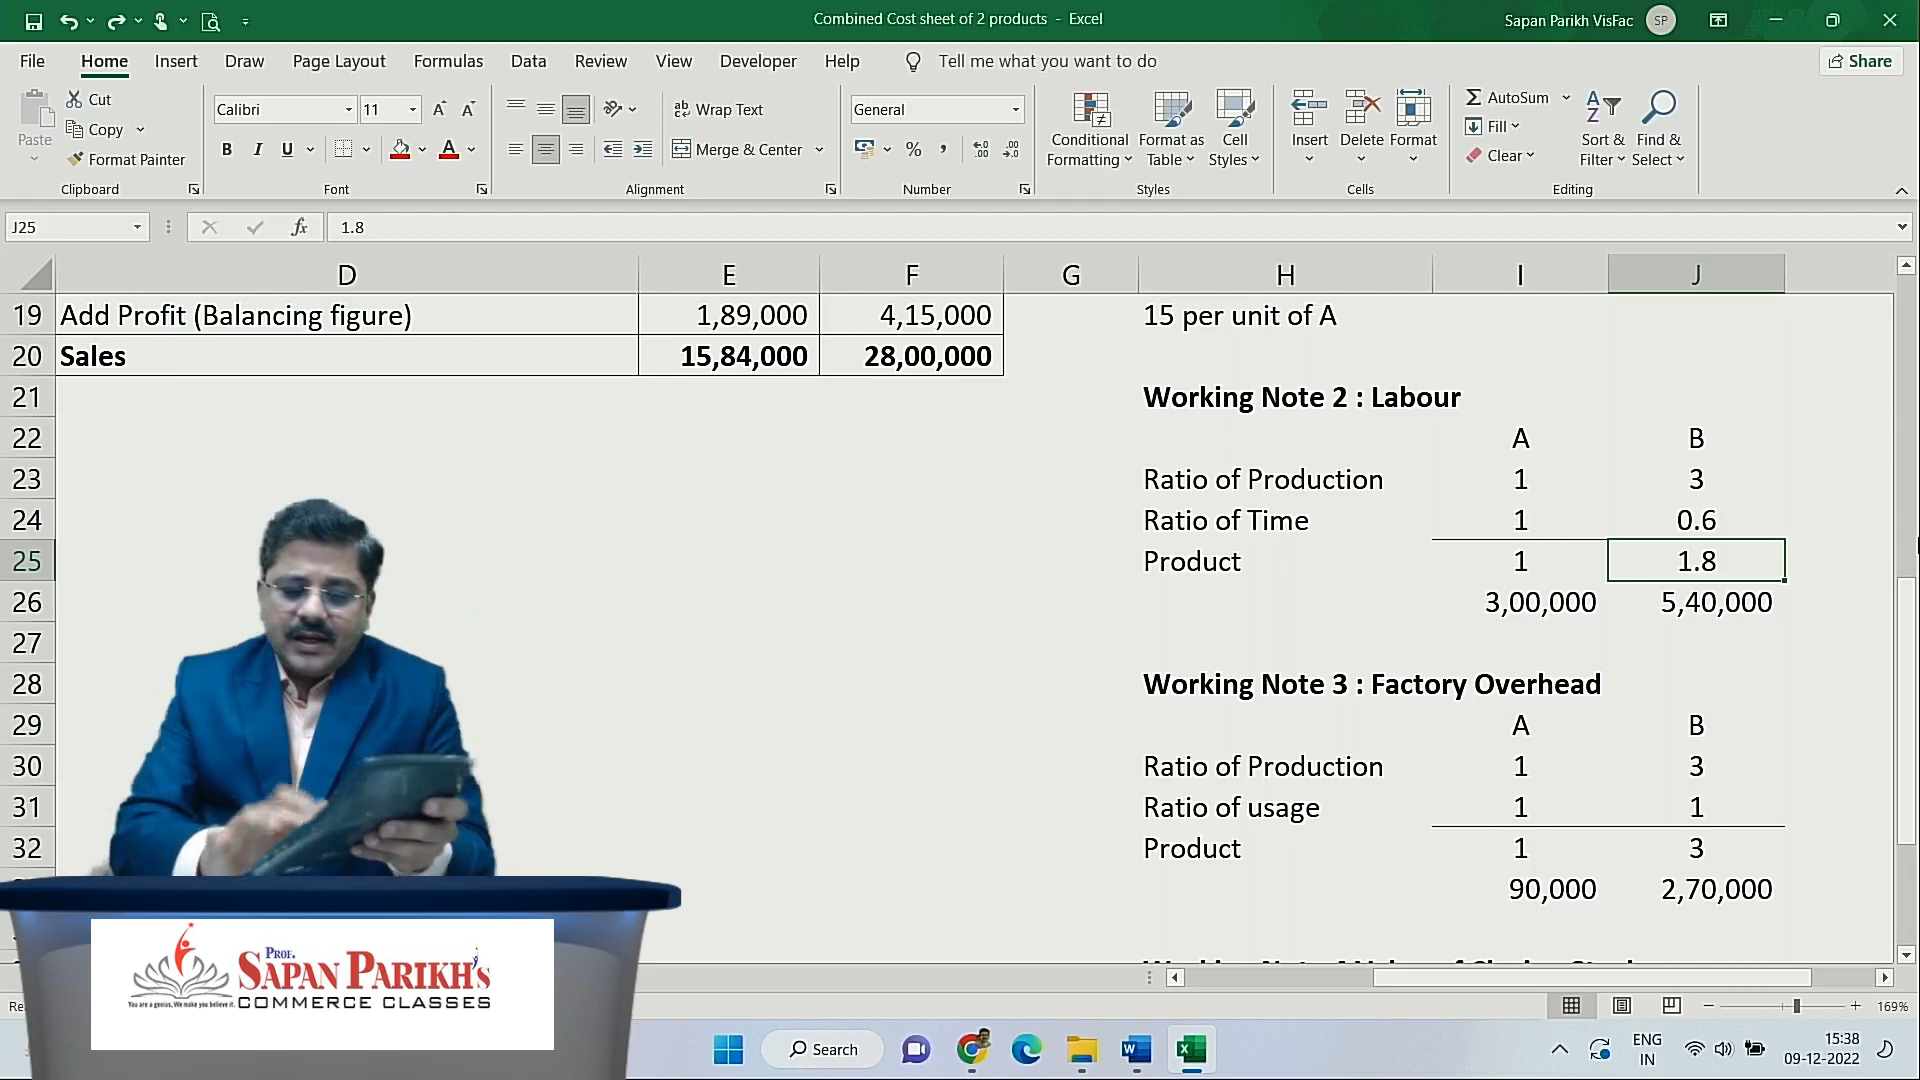 Combined Cost sheet of 2 products - Excel
Sapan Parikh VisFac SP
File Home Insert Draw Page Layout Formulas Data Review View Developer Help Tell me what you want to do
Share
Paste
Cut
Copy
Format Painter
Clipboard
Calibri 11
B I U
Font
Wrap Text
Merge & Center
Alignment
General
Number
Conditional Formatting
Format as Table
Cell Styles
Styles
Insert Delete Format
Cells
AutoSum
Fill
Clear
Sort & Filter
Find & Select
Editing
J25 fx 1.8
D E F G H I J
19 Add Profit (Balancing figure) 1,89,000 4,15,000 15 per unit of A
20 Sales 15,84,000 28,00,000
21 Working Note 2 : Labour
22 A B
23 Ratio of Production 1 3
24 Ratio of Time 1 0.6
25 Product 1 1.8
26 3,00,000 5,40,000
27
28 Working Note 3 : Factory Overhead
29 A B
30 Ratio of Production 1 3
31 Ratio of usage 1 1
32 Product 1 3
90,000 2,70,000
PROF.
SAPAN PARIKH's
You are a genius, We make you believe it. COMMERCE CLASSES
169%
Search
ENG
IN
15:38
09-12-2022